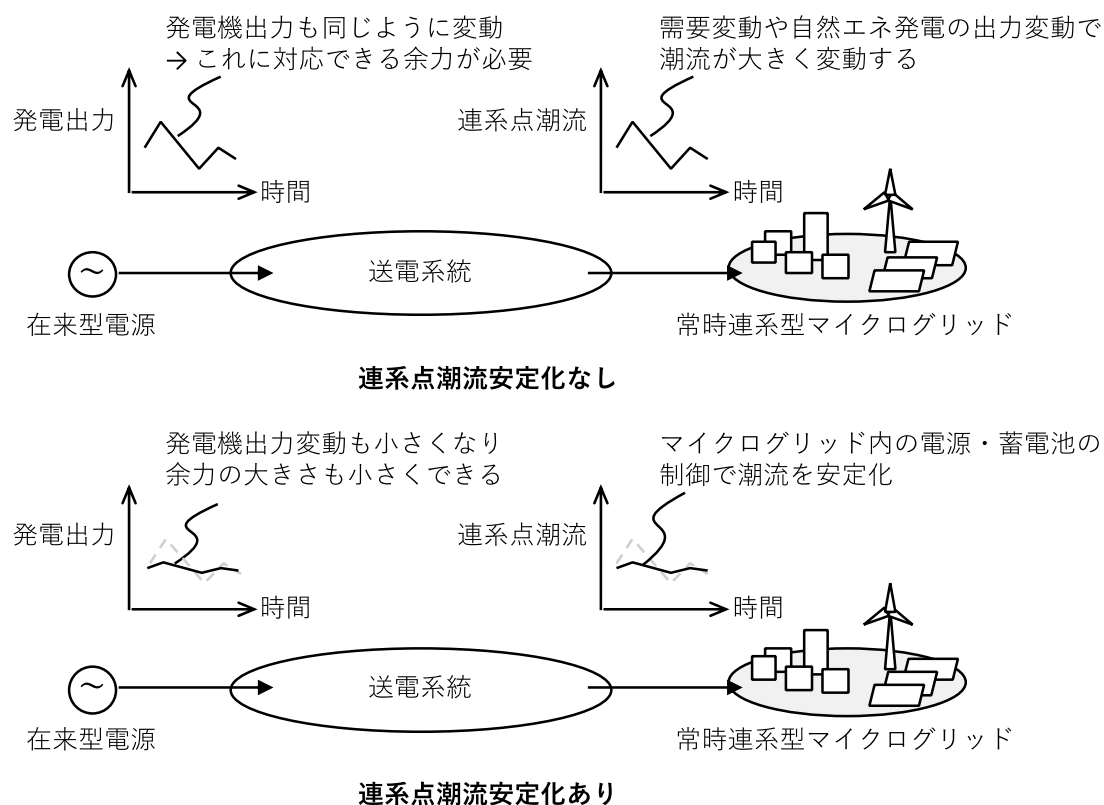 発電機出力も同じように変動
→ これに対応できる余力が必要
需要変動や自然エネ発電の出力変動で
潮流が大きく変動する
発電出力
時間
連系点潮流
時間
～
送電系統
在来型電源
常時連系型マイクログリッド
連系点潮流安定化なし
発電機出力変動も小さくなり
余力の大きさも小さくできる
マイクログリッド内の電源・蓄電池の
制御で潮流を安定化
発電出力
時間
連系点潮流
時間
～
送電系統
在来型電源
常時連系型マイクログリッド
連系点潮流安定化あり